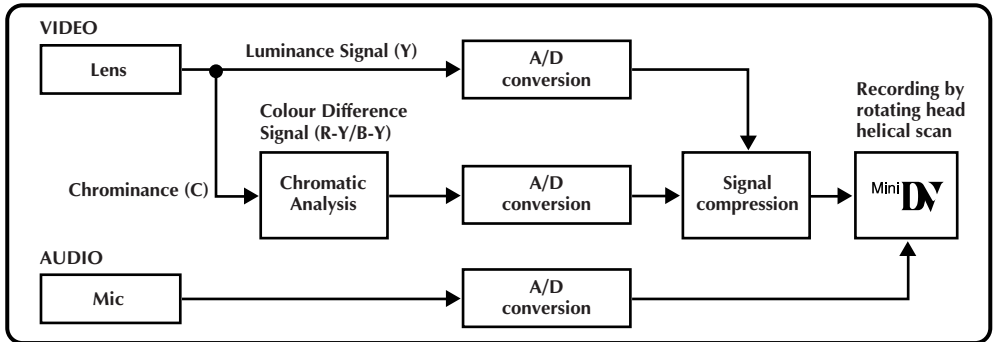 VIDEO
Lens
Luminance Signal (Y)
A/D
conversion
Colour Difference
Signal (R-Y/B-Y)
Chrominance (C)
Chromatic
Analysis
A/D
conversion
Signal
compression
Recording by
rotating head
helical scan
Mini DV
AUDIO
Mic
A/D
conversion